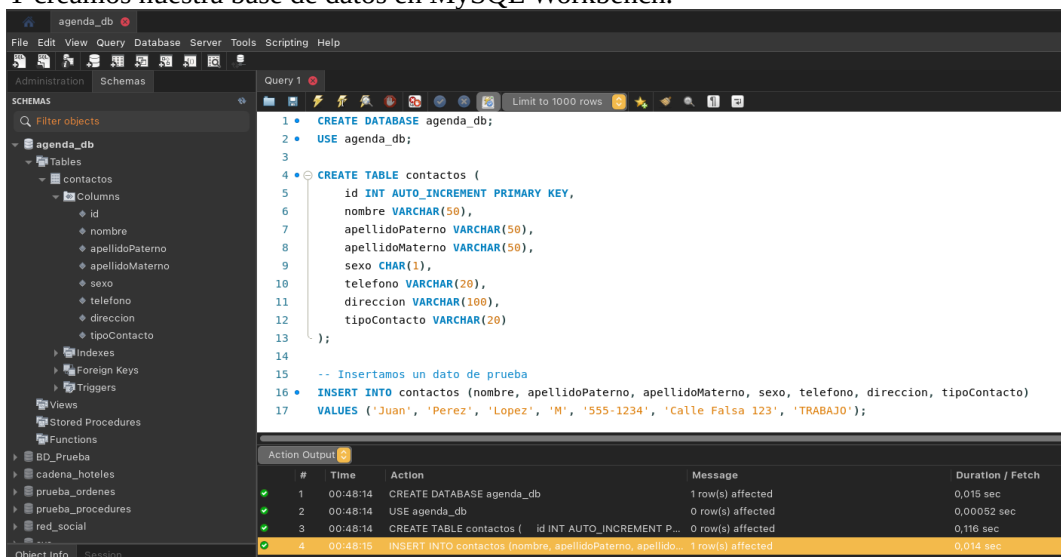 Y creamos nuestra base de datos en MySQL Workbench.
agenda_db
File Edit View Query Database Server Tools Scripting Help
Administration Schemas
Query 1
SCHEMAS
Limit to 1000 rows
Filter objects
agenda_db
Tables
contactos
Columns
id
nombre
apellidoPaterno
apellidoMaterno
sexo
telefono
direccion
tipoContacto
Indexes
Foreign Keys
Triggers
Views
Stored Procedures
Functions
BD_Prueba
cadena_hoteles
prueba_ordenes
prueba_procedures
red_social
Object Info Session
1 CREATE DATABASE agenda_db;
2 USE agenda_db;
3
4 CREATE TABLE contactos (
5 id INT AUTO_INCREMENT PRIMARY KEY,
6 nombre VARCHAR(50),
7 apellidoPaterno VARCHAR(50),
8 apellidoMaterno VARCHAR(50),
9 sexo CHAR(1),
10 telefono VARCHAR(20),
11 direccion VARCHAR(100),
12 tipoContacto VARCHAR(20)
13 );
14
15 -- Insertamos un dato de prueba
16 INSERT INTO contactos (nombre, apellidoPaterno, apellidoMaterno, sexo, telefono, direccion, tipoContacto)
17 VALUES ('Juan', 'Perez', 'Lopez', 'M', '555-1234', 'Calle Falsa 123', 'TRABAJO');
Action Output
# Time Action Message Duration / Fetch
1 00:48:14 CREATE DATABASE agenda_db 1 row(s) affected 0,015 sec
2 00:48:14 USE agenda_db 0 row(s) affected 0,00052 sec
3 00:48:14 CREATE TABLE contactos ( id INT AUTO_INCREMENT P... 0 row(s) affected 0,116 sec
4 00:48:15 INSERT INTO contactos (nombre, apellidoPaterno, apellido... 1 row(s) affected 0,014 sec